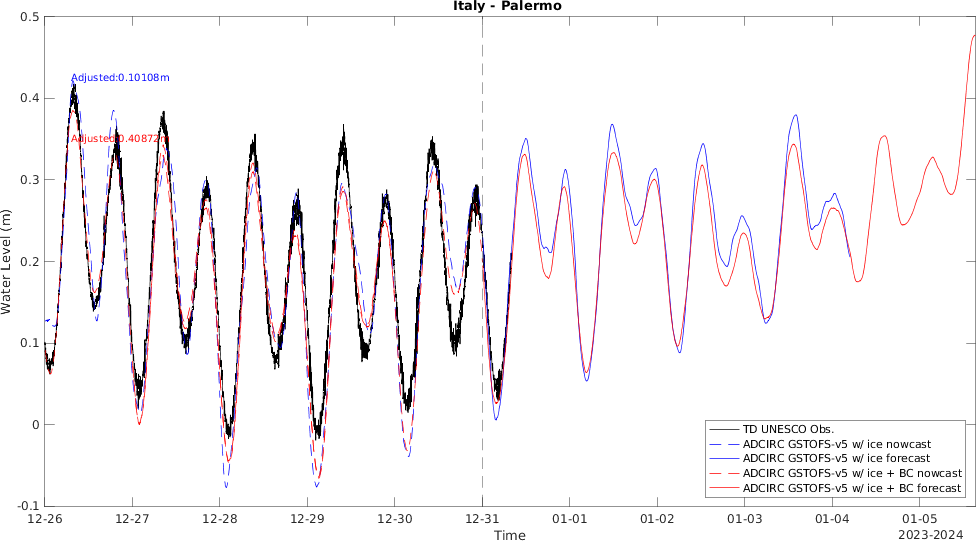 Italy - Palermo
Water Level (m)
0.5
0.4
0.3
0.2
0.1
0
-0.1
Adjusted:0.10108m
Adjusted:0.40872m
TD UNESCO Obs.
ADCIRC GSTOFS-v5 w/ ice nowcast
ADCIRC GSTOFS-v5 w/ ice forecast
ADCIRC GSTOFS-v5 w/ ice + BC nowcast
ADCIRC GSTOFS-v5 w/ ice + BC forecast
12-26 12-27 12-28 12-29 12-30 12-31 01-01 01-02 01-03 01-04 01-05
Time
2023-2024